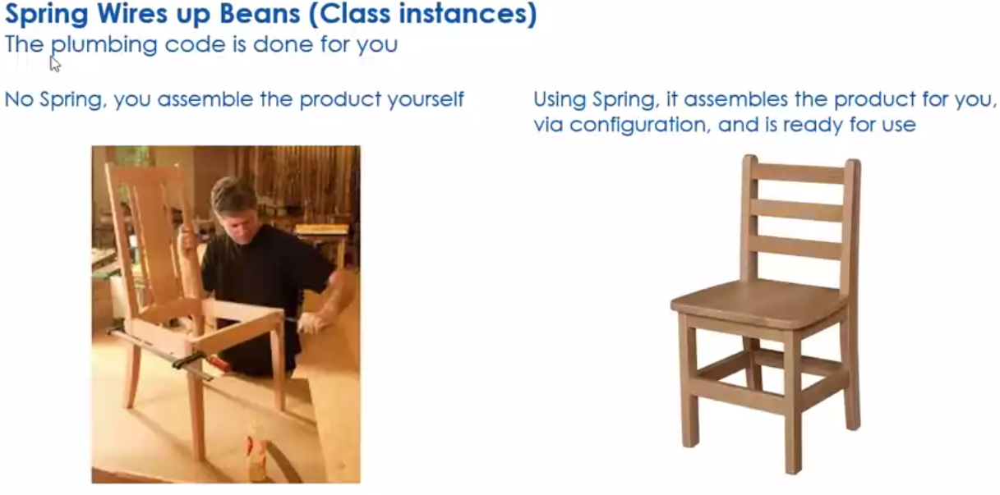 Spring Wires up Beans (Class instances)
The plumbing code is done for you
No Spring, you assemble the product yourself
Using Spring, it assembles the product for you,
via configuration, and is ready for use